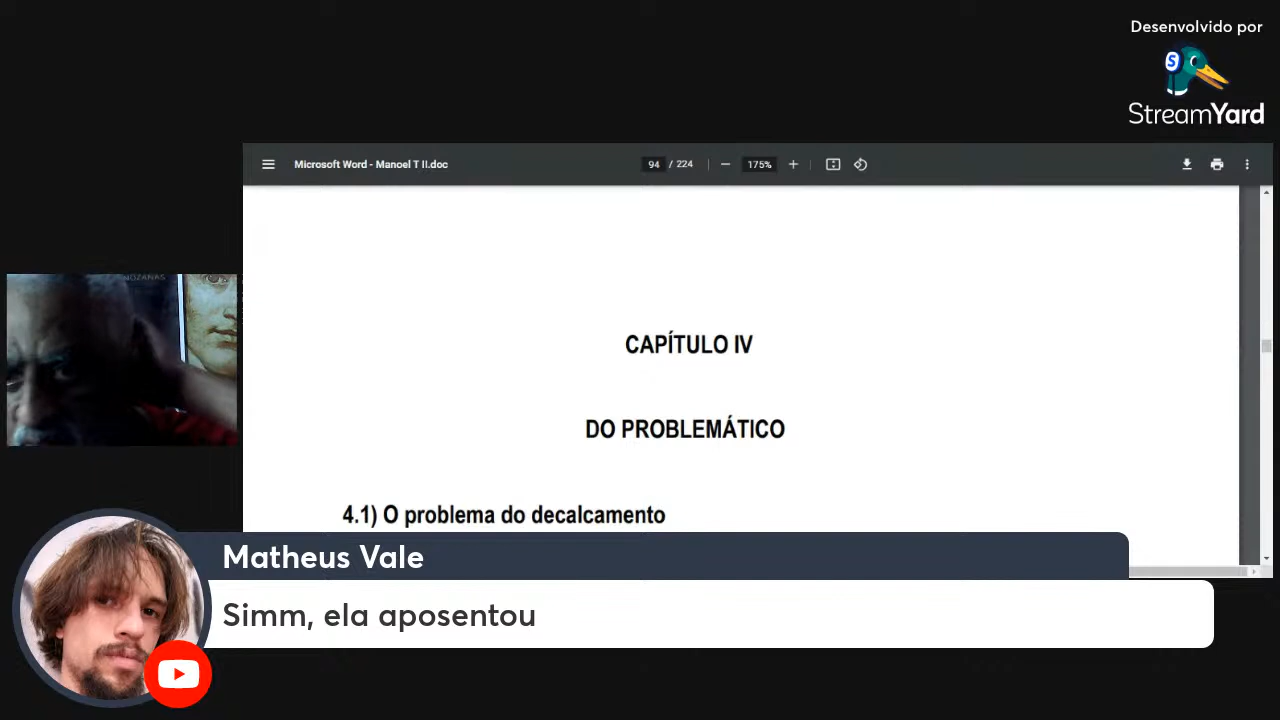 Desenvolvido por
S
StreamYard
Microsoft Word - Manoel T II.doc
94 / 224
175%
NOZANAS
CAPÍTULO IV
DO PROBLEMÁTICO
4.1) O problema do decalcamento
Matheus Vale
Simm, ela aposentou